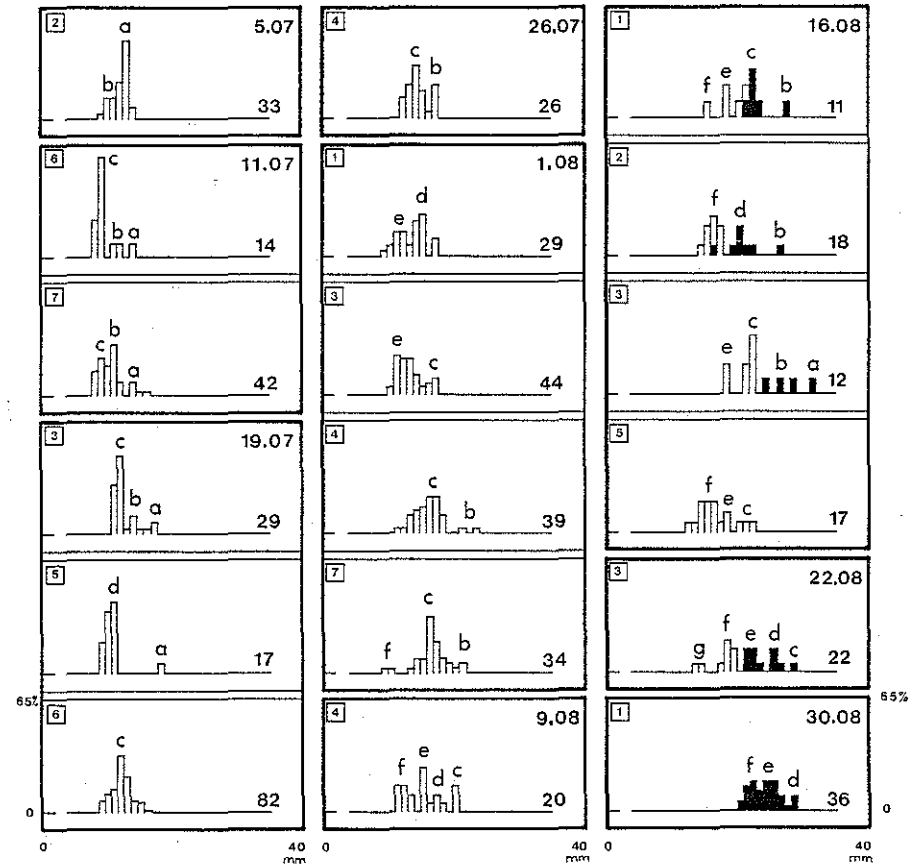 2 5.07
a
b
33
6 11.07
c
b a
14
7
b
c
a
42
3 19.07
c
b a
29
5
d
a
17
65% 6
c
82
0
0 40
mm
4 26.07
c b
26
1 1.08
d
e
29
3
e
c
44
4
c
b
39
7
c
f b
34
4 9.08
f e d c
20
0 40
mm
1 16.08
c
f e b
11
2
f d b
18
3
c
e b a
12
5
f e c
17
3 22.08
g f e d c
22
1 30.08 65%
f e d
36
0
0 40
mm